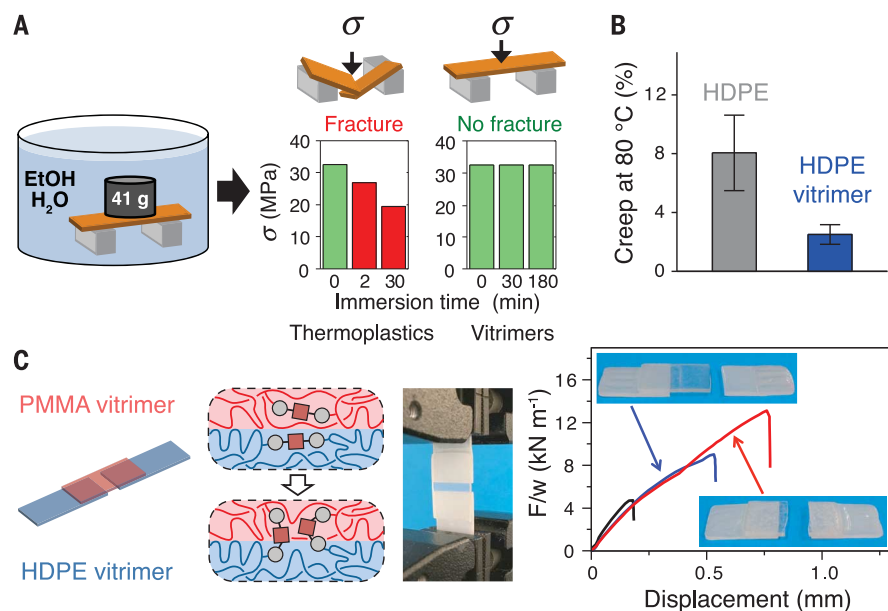 A
σ
σ
Fracture
No fracture
EtOH
H₂O
41 g
σ (MPa)
40
30
20
10
0
0 2 30
40
30
20
10
0
0 30 180
Immersion time (min)
Thermoplastics
Vitrimers
B
Creep at 80 °C (%)
12
8
4
0
HDPE
HDPE
vitrimer
C
PMMA vitrimer
HDPE vitrimer
F/w (kN m⁻¹)
16
12
8
4
0
0 0.5 1.0
Displacement (mm)